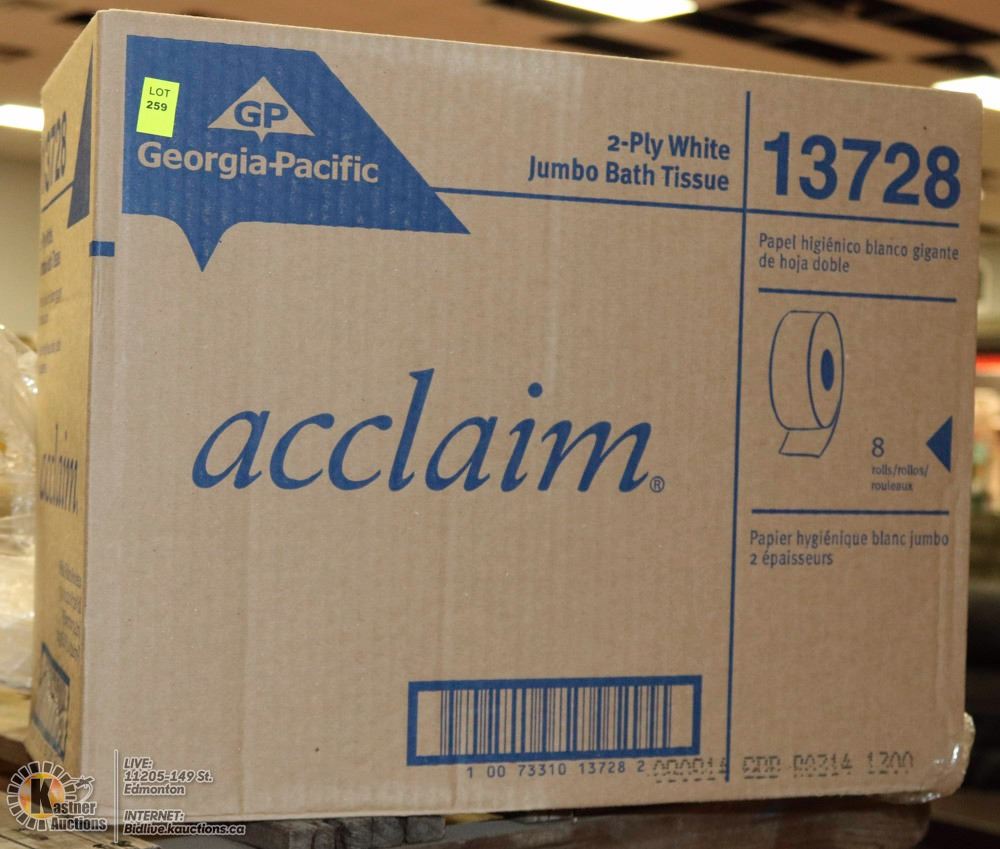 LOT
259
GP
Georgia-Pacific
2-Ply White
Jumbo Bath Tissue
13728
Papel higiénico blanco gigante
de hoja doble
8
rolls/rollos/
rouleaux
Papier hygiénique blanc jumbo
2 épaisseurs
acclaim®
1 00 73310 13728 2
13728
acclaim
Kastner
Auctions
LIVE:
11205-149 St.
Edmonton
INTERNET:
Bidlive.kauctions.ca